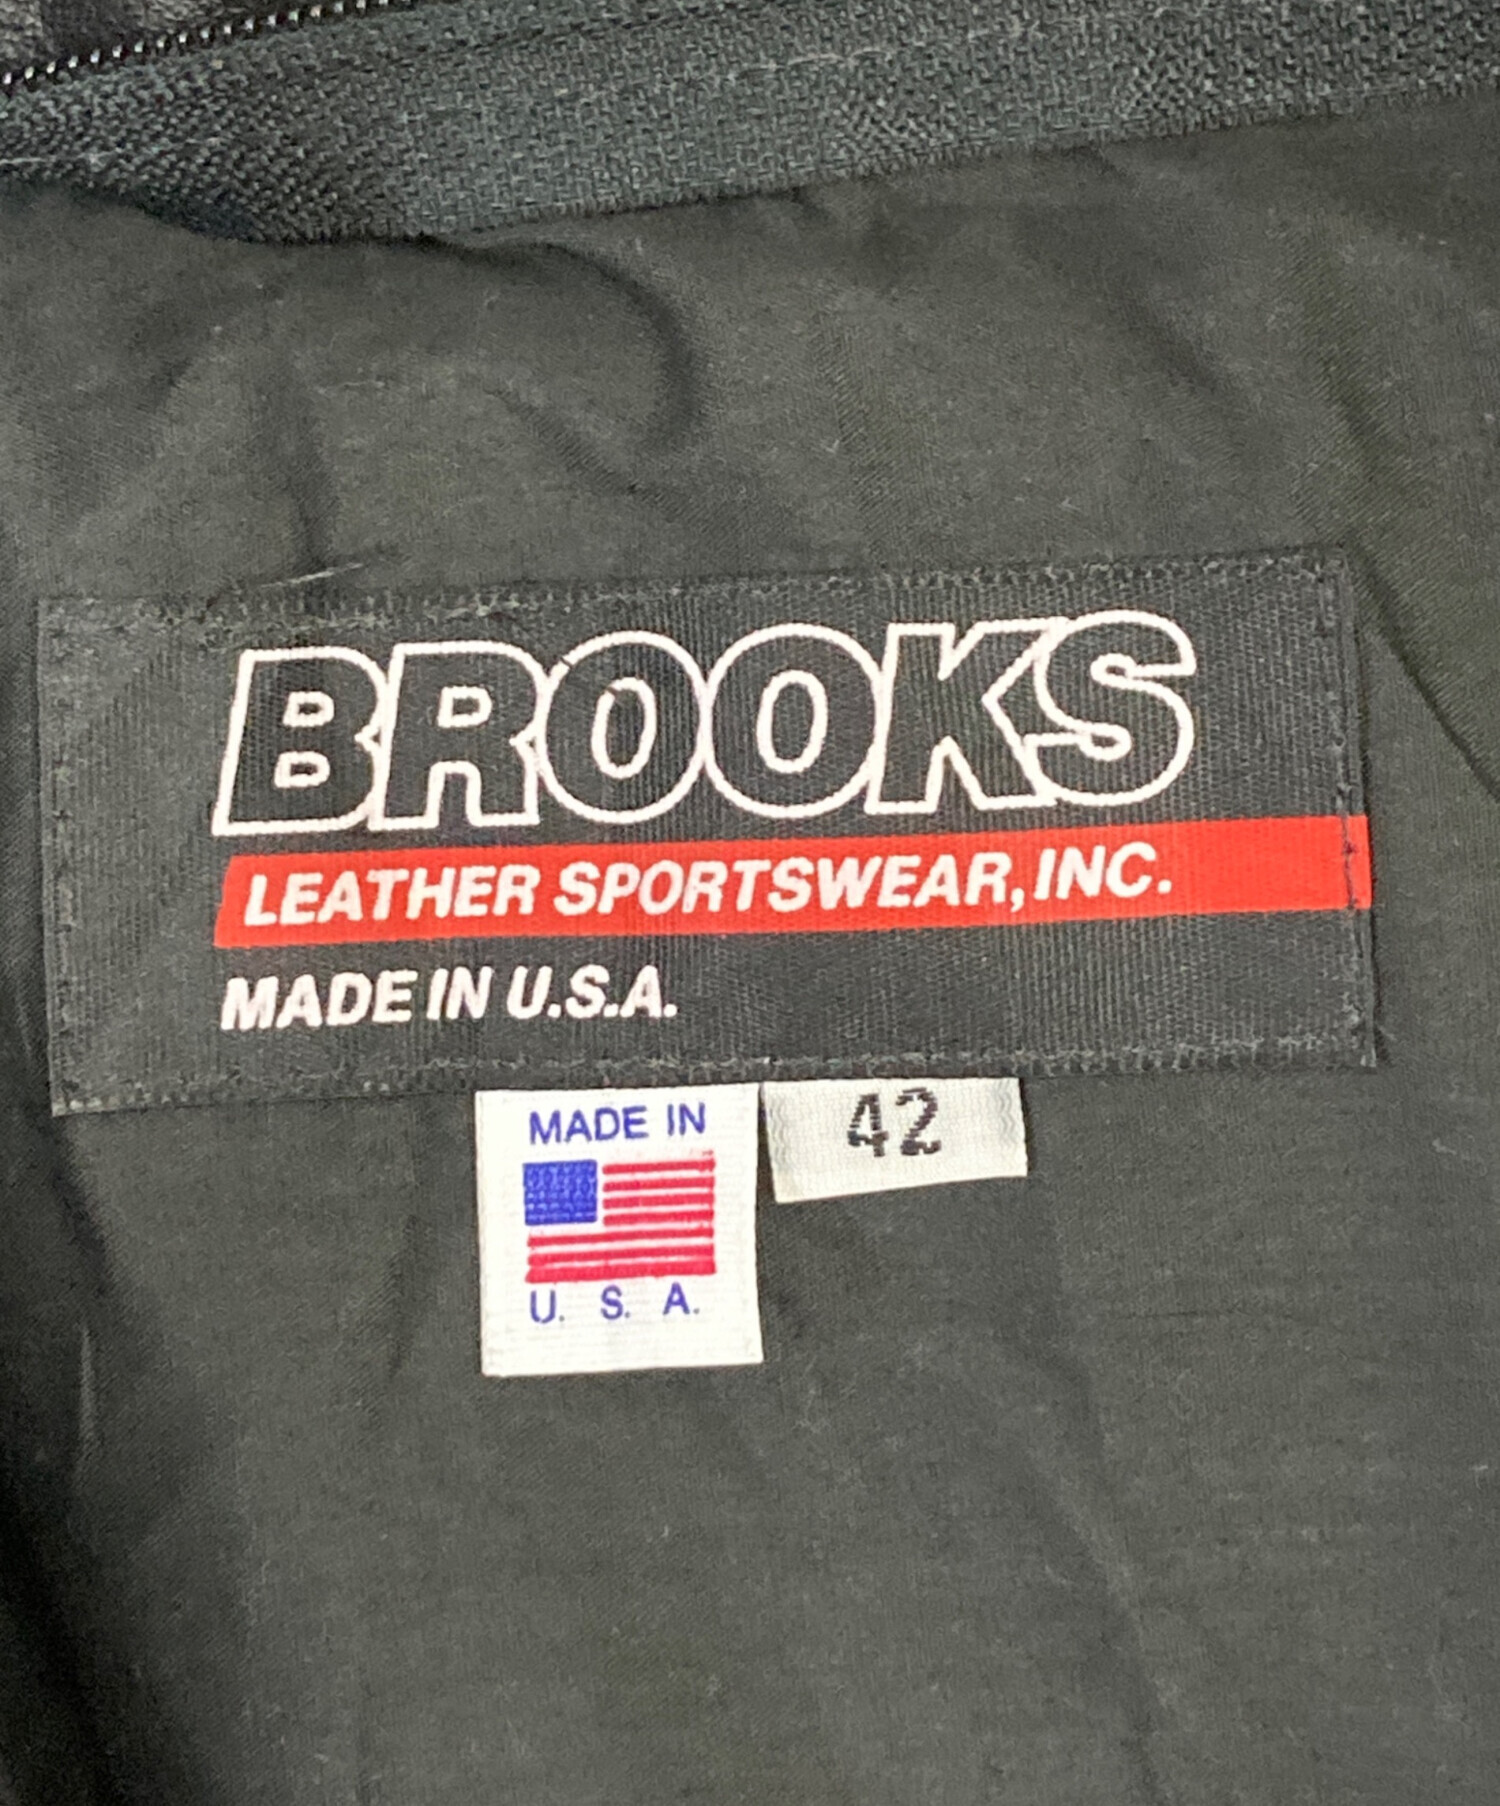 BROOKS
LEATHER SPORTSWEAR, INC.
MADE IN U.S.A.
MADE IN
U. S. A.
42